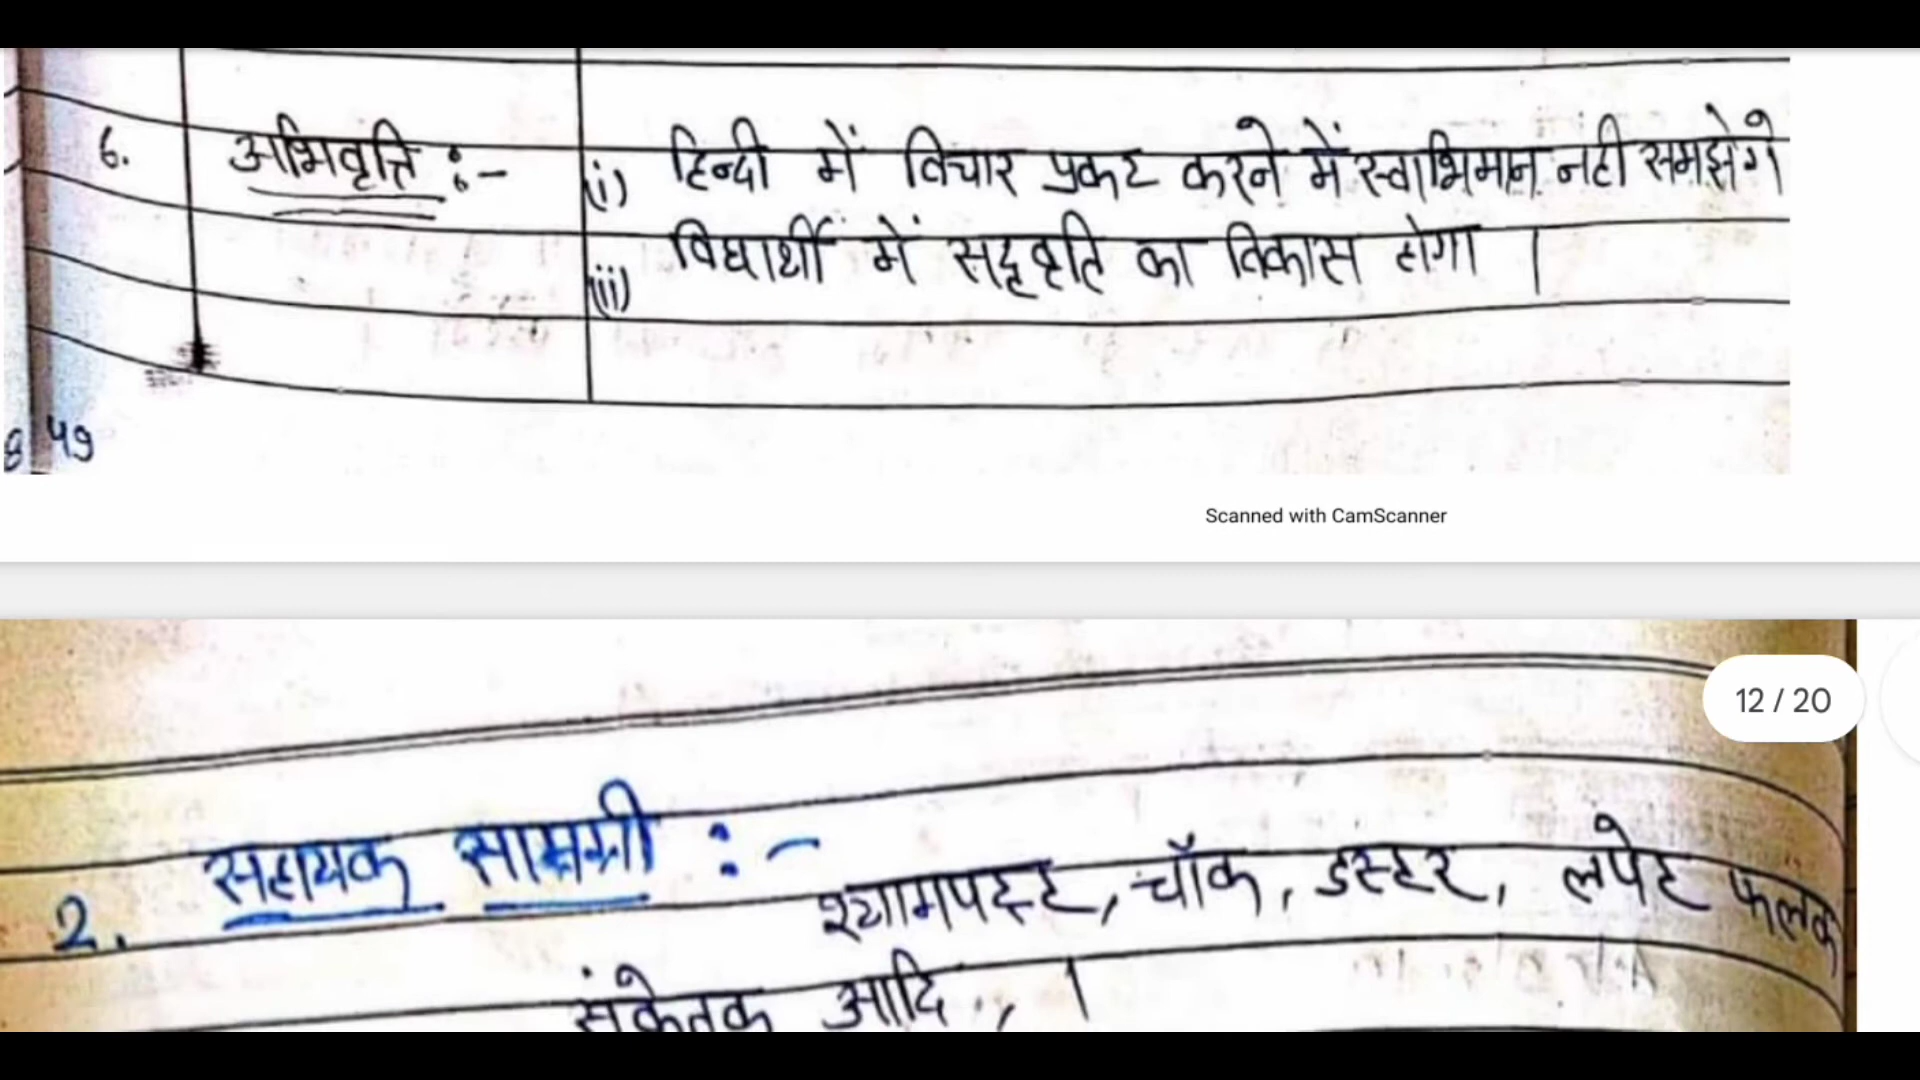 6. अभिवृत्ति :- (i) हिन्दी में विचार प्रकट करने में स्वाभिमान नही समझेगे
(ii) विद्यार्थी में सद्वृति का विकास होगा ।
8 49
Scanned with CamScanner
12 / 20
2. सहायक सामग्री :-
श्यामपट्ट, चॉक, डस्टर, लपेट फलक
संकेतक आदि ., ।